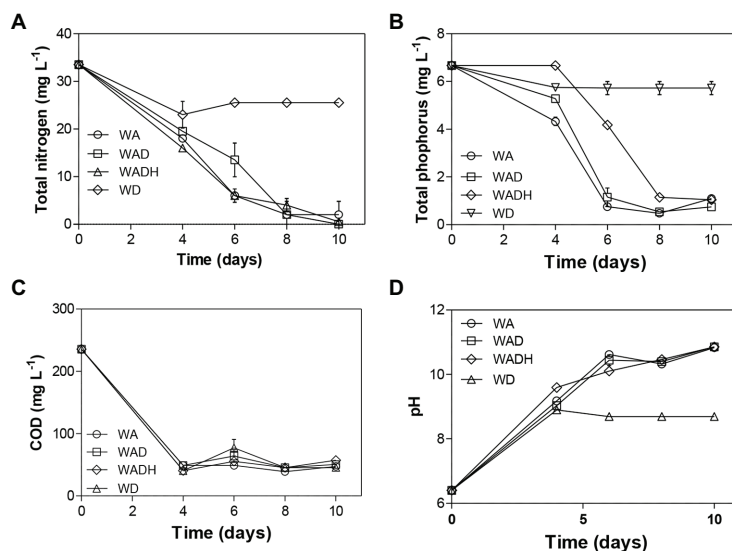 A
Total nitrogen (mg L-1)
40
30
20
10
0
WA
WAD
WADH
WD
0 2 4 6 8 10
Time (days)
B
Total phophorus (mg L-1)
8
6
4
2
0
WA
WAD
WADH
WD
0 2 4 6 8 10
Time (days)
C
COD (mg L-1)
300
200
100
0
WA
WAD
WADH
WD
0 2 4 6 8 10
Time (days)
D
pH
12
10
8
6
WA
WAD
WADH
WD
0 5 10
Time (days)